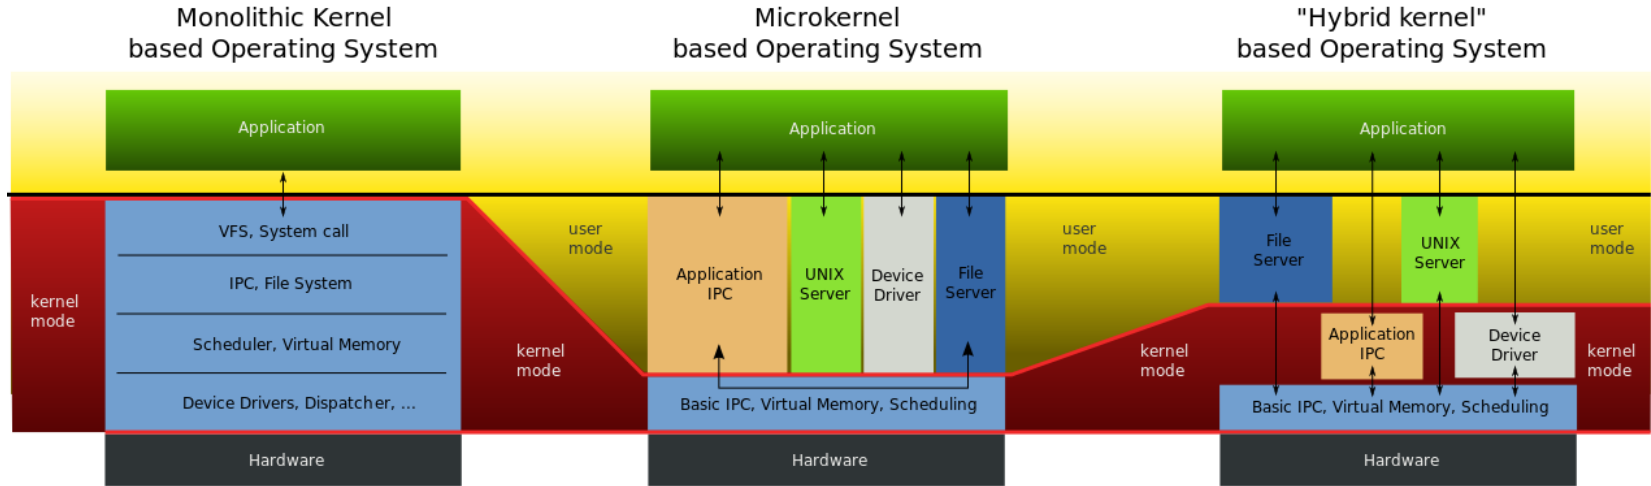 Monolithic Kernel
based Operating System
Microkernel
based Operating System
"Hybrid kernel"
based Operating System
Application
Application
Application
VFS, System call
IPC, File System
Scheduler, Virtual Memory
Device Drivers, Dispatcher, ...
kernel
mode
user
mode
kernel
mode
Application
IPC
UNIX
Server
Device
Driver
File
Server
Basic IPC, Virtual Memory, Scheduling
user
mode
kernel
mode
File
Server
UNIX
Server
user
mode
Application
IPC
Device
Driver
kernel
mode
Basic IPC, Virtual Memory, Scheduling
Hardware
Hardware
Hardware